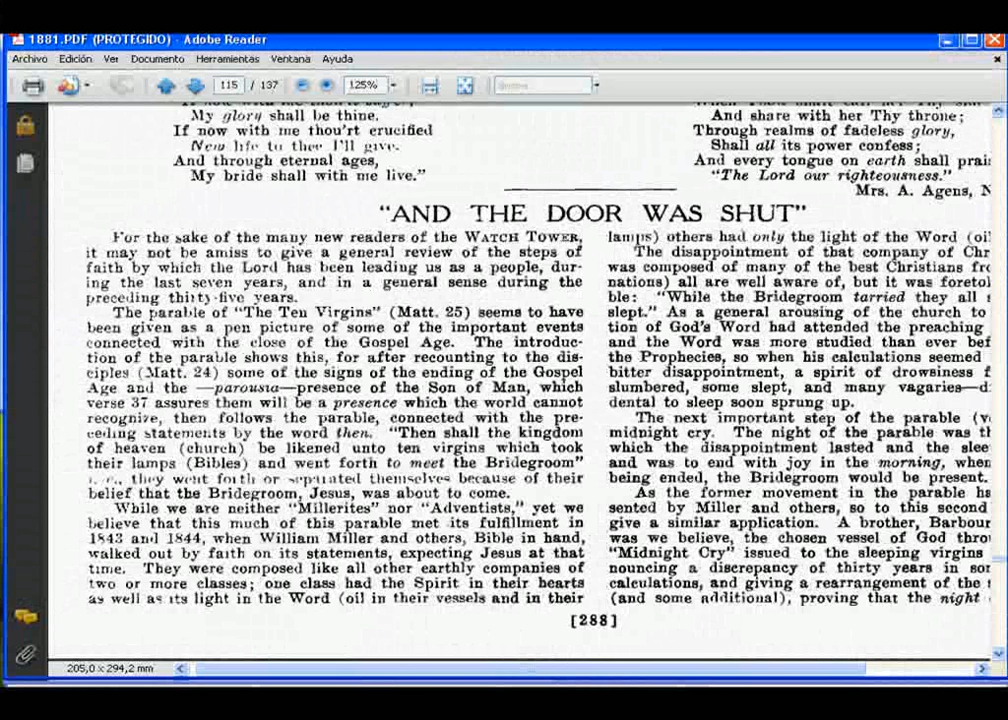 1881.PDF (PROTEGIDO) - Adobe Reader
Archivo Edición Ver Documento Herramientas Ventana Ayuda
115 / 137 125%
My glory shall be thine.
If now with me thou'rt crucified
New life to thee I'll give.
And through eternal ages,
My bride shall with me live."
And share with her Thy throne;
Through realms of fadeless glory,
Shall all its power confess;
And every tongue on earth shall
"The Lord our righteousness."
Mrs. A. Agens, N
"AND THE DOOR WAS SHUT"
For the sake of the many new readers of the WATCH TOWER,
it may not be amiss to give a general review of the steps of
faith by which the Lord has been leading us as a people, dur-
ing the last seven years, and in a general sense during the
preceding thirty-five years.
The parable of "The Ten Virgins" (Matt. 25) seems to have
been given as a pen picture of some of the important events
connected with the close of the Gospel Age. The introduc-
tion of the parable shows this, for after recounting to the dis-
ciples (Matt. 24) some of the signs of the ending of the Gospel
Age and the —parousia—presence of the Son of Man, which
verse 37 assures them will be a presence which the world cannot
recognize, then follows the parable, connected with the pre-
ceding statements by the word then. "Then shall the kingdom
of heaven (church) be likened unto ten virgins which took
their lamps (Bibles) and went forth to meet the Bridegroom"
i. e., they went forth or separated themselves because of their
belief that the Bridegroom, Jesus, was about to come.
While we are neither "Millerites" nor "Adventists," yet we
believe that this much of this parable met its fulfillment in
1843 and 1844, when William Miller and others, Bible in hand,
walked out by faith on its statements, expecting Jesus at that
time. They were composed like all other earthly companies of
two or more classes; one class had the Spirit in their hearts
as well as its light in the Word (oil in their vessels and in their
lamps) others had only the light of the Word (oil
The disappointment of that company of Chr
was composed of many of the best Christians fro
nations) all are well aware of, but it was foretol
ble: "While the Bridegroom tarried they all s
slept." As a general arousing of the church to
tion of God's Word had attended the preaching
and the Word was more studied than ever bef
the Prophecies, so when his calculations seemed
bitter disappointment, a spirit of drowsiness f
slumbered, some slept, and many vagaries—d
dental to sleep soon sprung up.
The next important step of the parable (v
midnight cry. The night of the parable was th
which the disappointment lasted and the slee
and was to end with joy in the morning, when
being ended, the Bridegroom would be present.
As the former movement in the parable ha
sented by Miller and others, so to this second
give a similar application. A brother, Barbour
was we believe, the chosen vessel of God thro
"Midnight Cry" issued to the sleeping virgins
nouncing a discrepancy of thirty years in som
calculations, and giving a rearrangement of the
(and some additional), proving that the night
[288]
205,0 x 294,2 mm